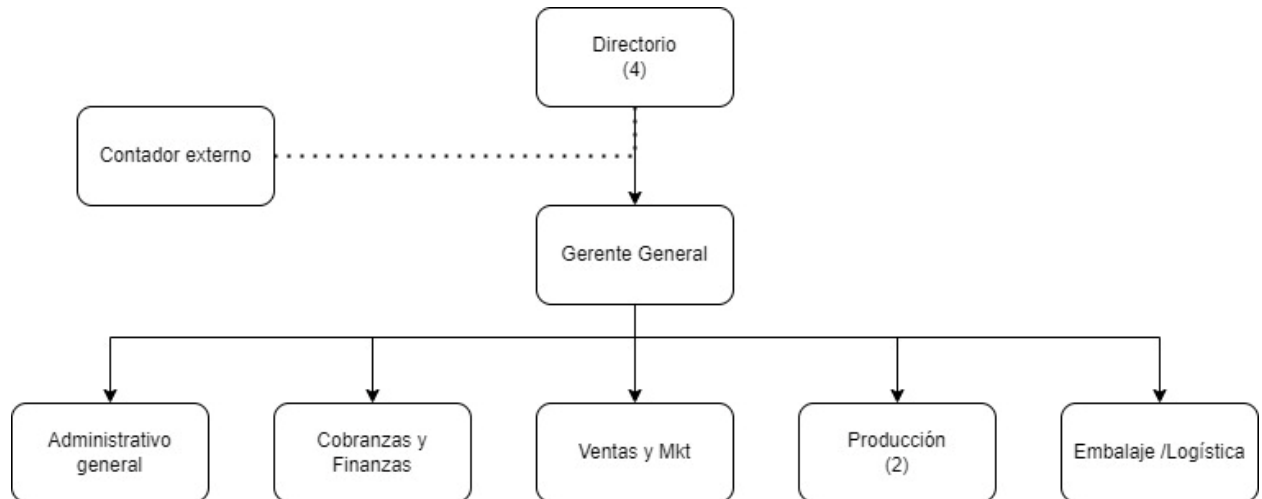 Directorio
(4)
Contador externo
Gerente General
Administrativo
general
Cobranzas y
Finanzas
Ventas y Mkt
Producción
(2)
Embalaje /Logística